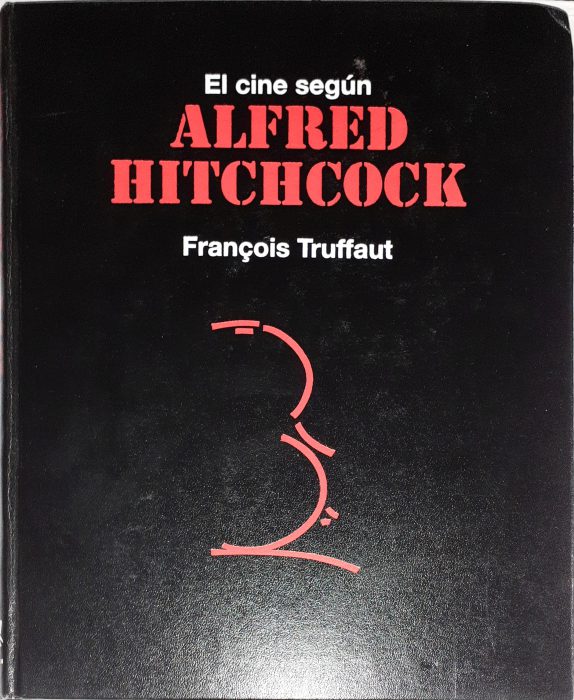 El cine según
ALFRED
HITCHCOCK
François Truffaut